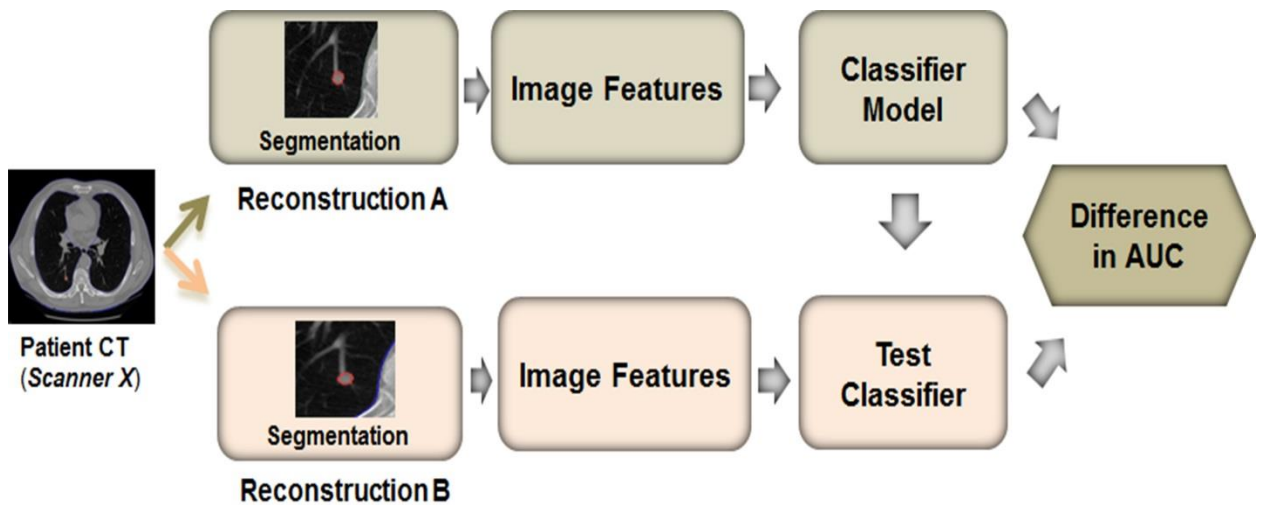 Segmentation
Reconstruction A
Image Features
Classifier
Model
Patient CT
(Scanner X)
Difference
in AUC
Segmentation
Reconstruction B
Image Features
Test
Classifier